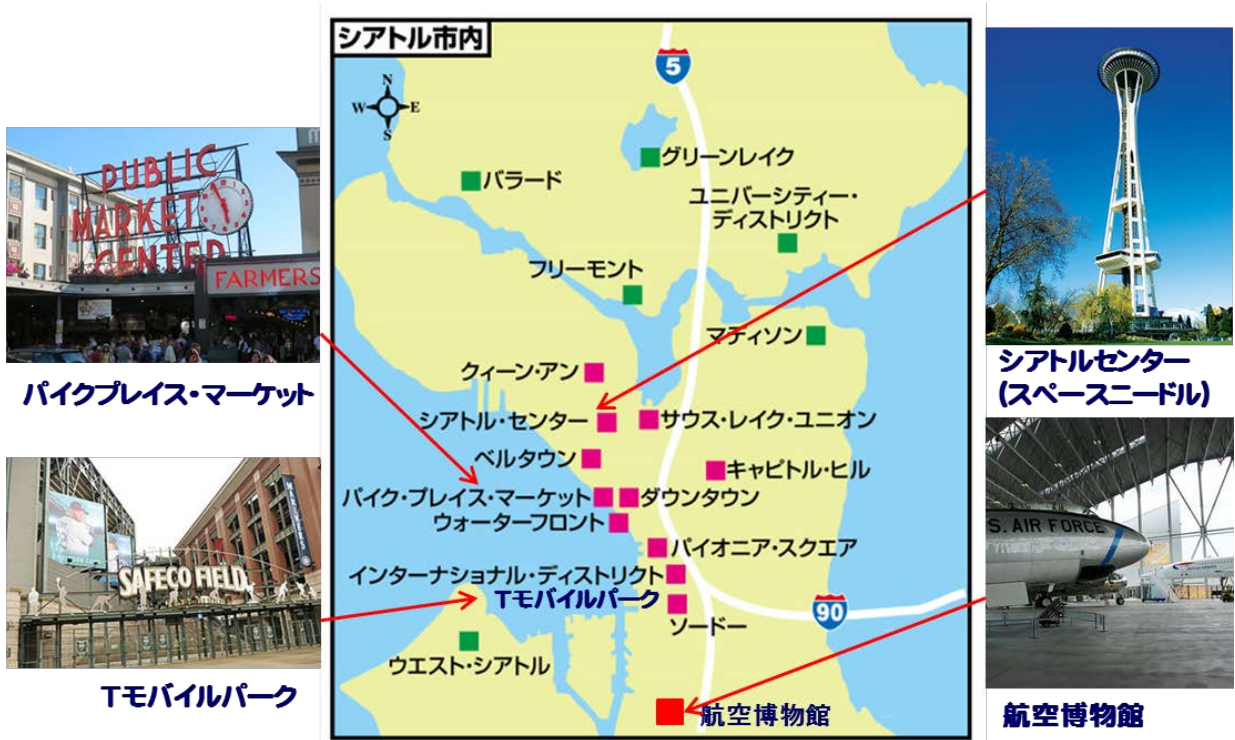 シアトル市内
N
W E
S
5
グリーンレイク
バラード
ユニバーシティー・
ディストリクト
フリーモント
マディソン
クィーン・アン
シアトル・センター
サウス・レイク・ユニオン
ベルタウン
キャピトル・ヒル
パイク・プレイス・マーケット
ダウンタウン
ウォーターフロント
パイオニア・スクエア
インターナショナル・ディストリクト
Tモバイルパーク
ソードー
90
ウエスト・シアトル
航空博物館
PUBLIC
MARKET
CENTER
FARMERS
パイクプレイス・マーケット
SAFECO FIELD
Tモバイルパーク
シアトルセンター
(スペースニードル)
U.S. AIR FORCE
航空博物館